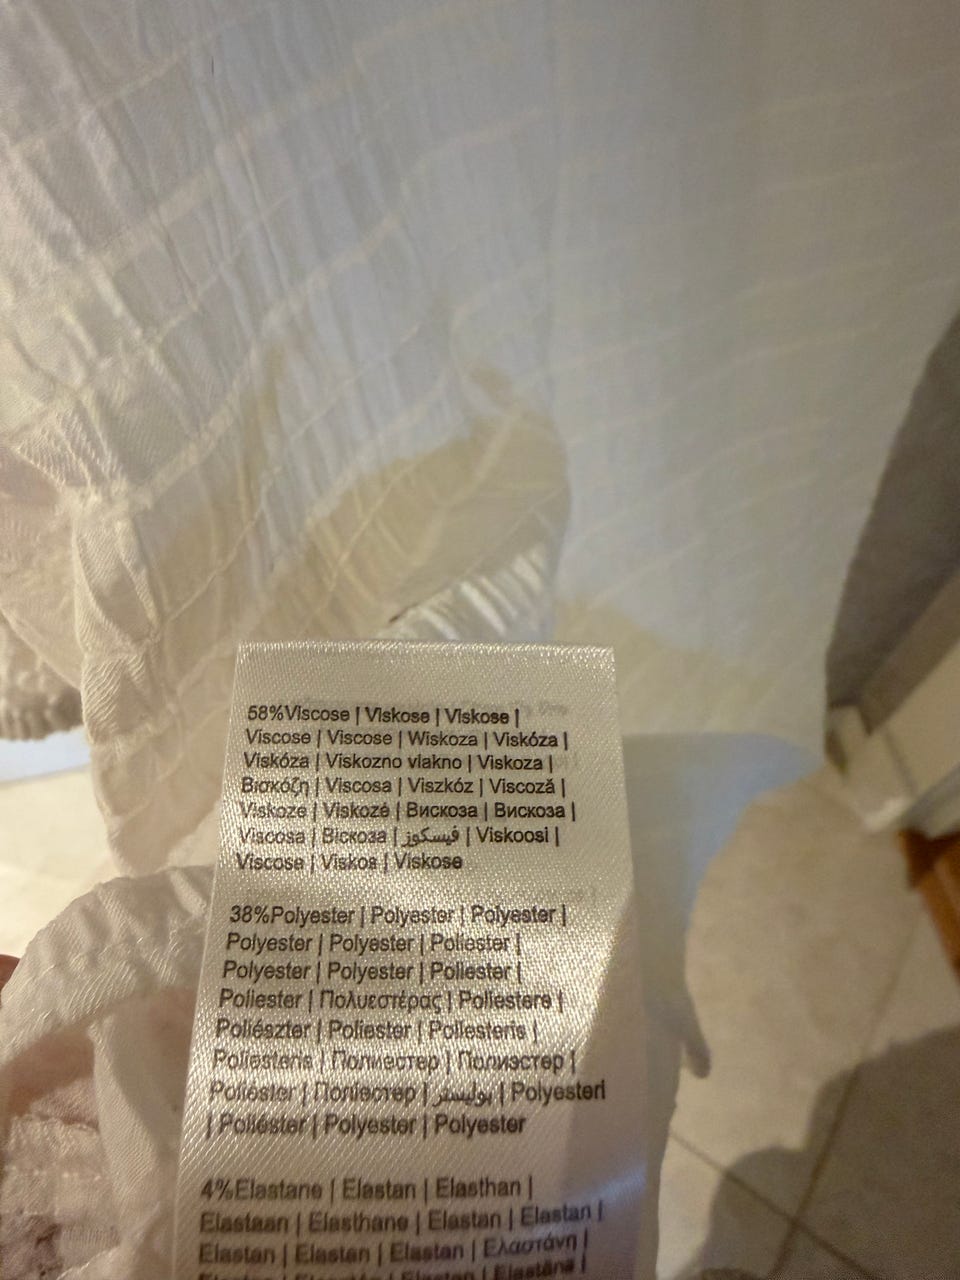 58%Viscose | Viskose | Viskose |
Viscose | Viscose | Wiskoza | Viskóza |
Viskóza | Viskozno vlakno | Viskoza |
Βισκόζη | Viscosa | Viszkóz | Viscoză |
Viskoze | Viskozė | Вискоза | Вискоза |
Viscosa | Віскоза | فيسكوز | Viskoosi |
Viscose | Viskos | Viskose
38%Polyester | Polyester | Polyester |
Polyester | Polyester | Poliester |
Polyester | Polyester | Poliester |
Poliester | Πολυεστέρας | Poliestere |
Poliészter | Poliester | Poliesteris |
Poliesteris | Полиестер | Полиэстер |
Poliéster | Поліестер | بوليستر | Polyesteri
| Poliéster | Polyester | Polyester
4%Elastane | Elastan | Elasthan |
Elastaan | Elasthane | Elastan | Elastan |
Elastan | Elastan | Elastan | Ελαστάνη |